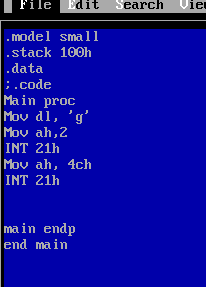 File Edit Search
.model small
.stack 100h
.data
;.code
Main proc
Mov dl, 'g'
Mov ah,2
INT 21h
Mov ah, 4ch
INT 21h
main endp
end main